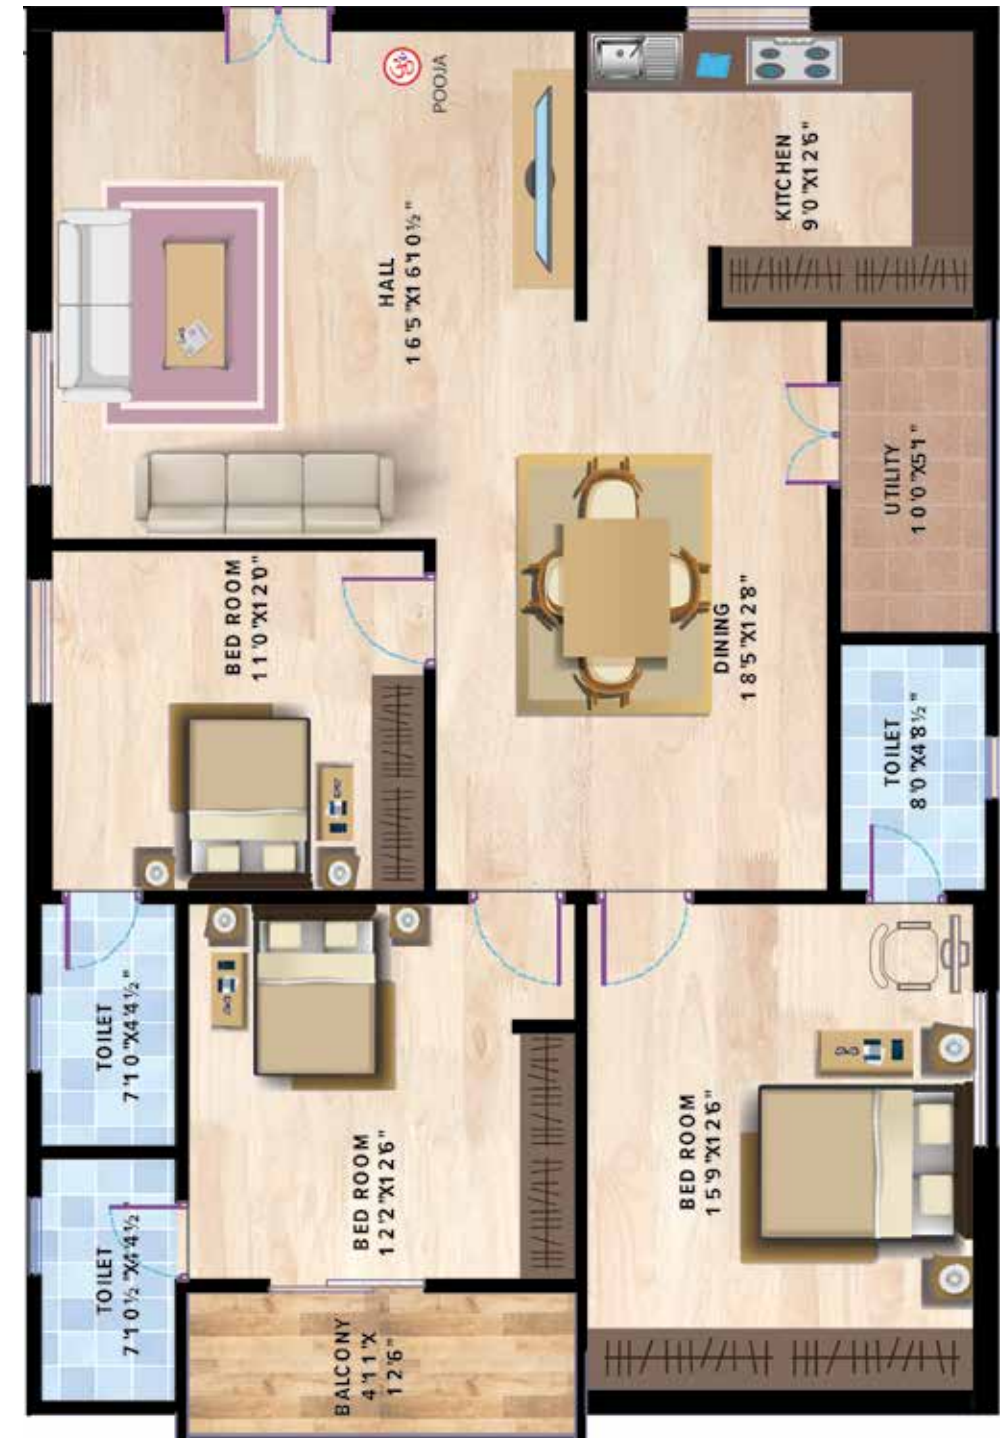 POOJA
HALL
16'5"X16'10½"
KITCHEN
9'0"X12'6"
UTILITY
10'0"X5'1"
DINING
18'5"X12'8"
BED ROOM
11'0"X12'0"
TOILET
8'0"X4'8½"
TOILET
7'10"X4'4½"
BED ROOM
12'2"X12'6"
BED ROOM
15'9"X12'6"
TOILET
7'10½"X4'4½
BALCONY
4'11"X
12'6"